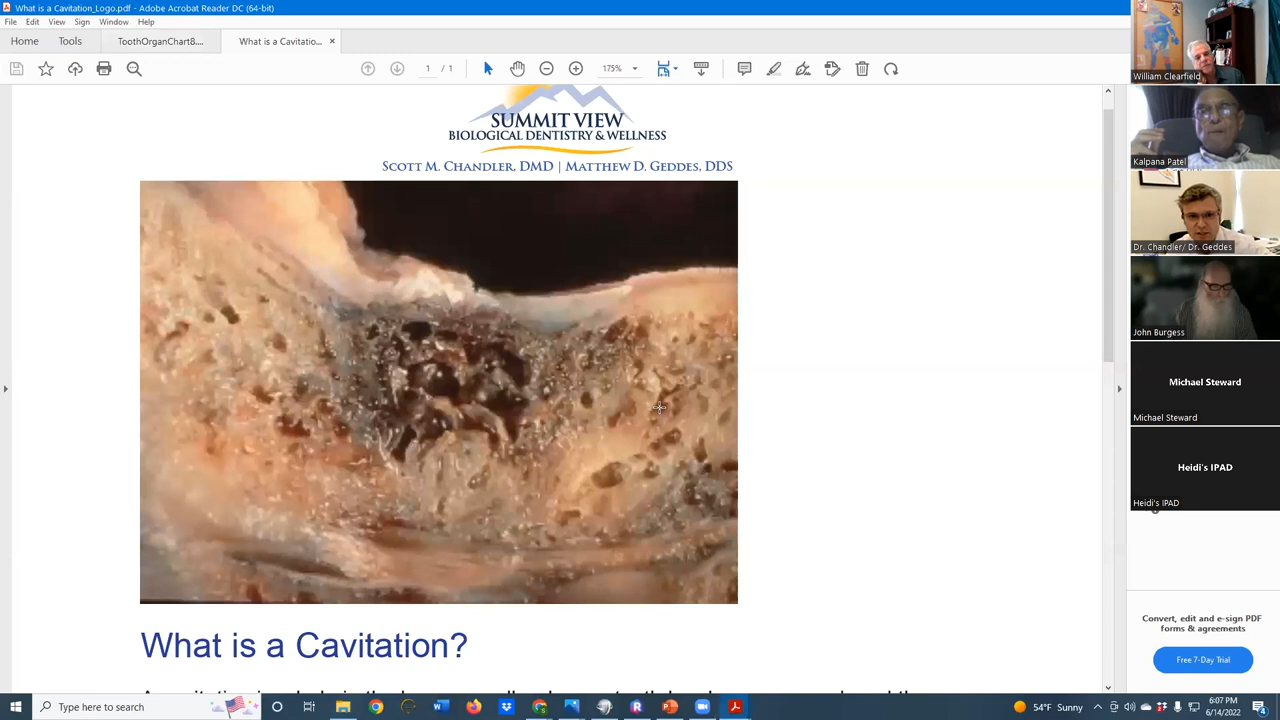 What is a Cavitation_Logo.pdf - Adobe Acrobat Reader DC (64-bit)
File Edit View Sign Window Help
Home Tools ToothOrganChart8.... What is a Cavitatio... ×
1 / 1 175%
SUMMIT VIEW
BIOLOGICAL DENTISTRY & WELLNESS
SCOTT M. CHANDLER, DMD | MATTHEW D. GEDDES, DDS
What is a Cavitation?
William Clearfield
Kalpana Patel
Dr. Chandler/ Dr. Geddes
John Burgess
Michael Steward
Michael Steward
Heidi's IPAD
Heidi's IPAD
Convert, edit and e-sign PDF
forms & agreements
Free 7-Day Trial
Type here to search
54°F Sunny
6:07 PM
6/14/2022